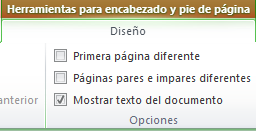 Herramientas para encabezado y pie de página
Diseño
Primera página diferente
Páginas pares e impares diferentes
anterior
Mostrar texto del documento
Opciones